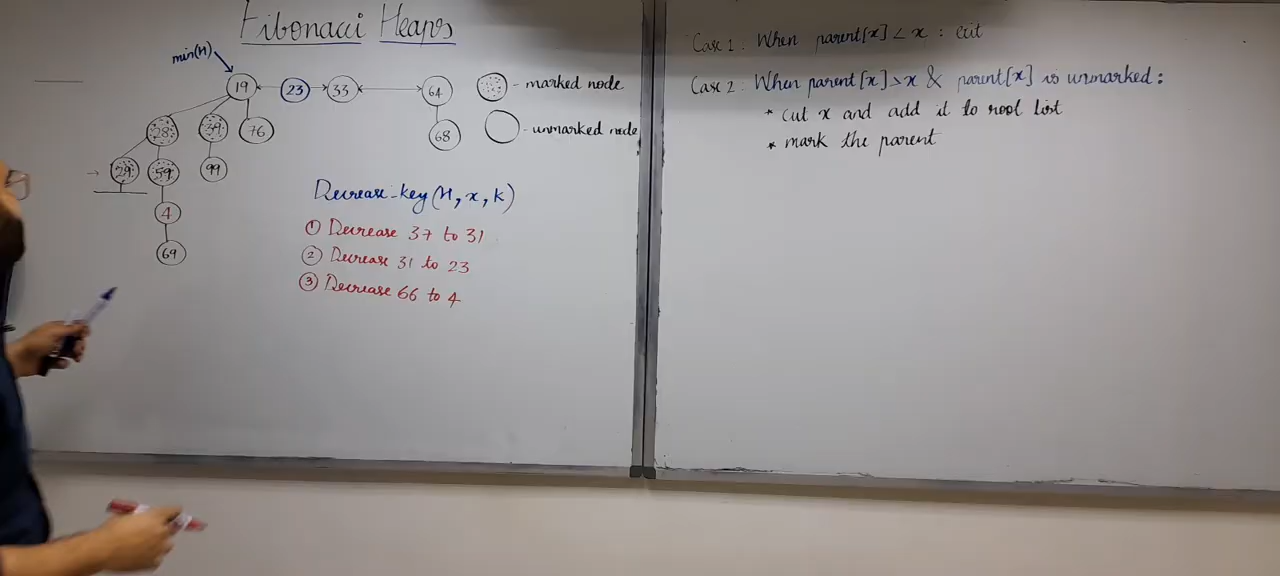 Fibonacci Heaps
min(H)
19 23 33 64
28 39 76 68
29 59 99
4
69
- marked node
- unmarked node
Decrease-key(H, x, k)
① Decrease 37 to 31
② Decrease 31 to 23
③ Decrease 66 to 4
Case 1: When parent[x] < x : exit
Case 2: When parent[x] > x & parent[x] is unmarked:
* cut x and add it to root list
* mark the parent